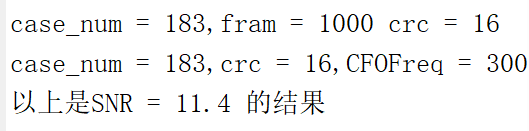 case_num = 183,fram = 1000 crc = 16
case_num = 183,crc = 16,CFOFreq = 300
以上是SNR = 11.4 的结果